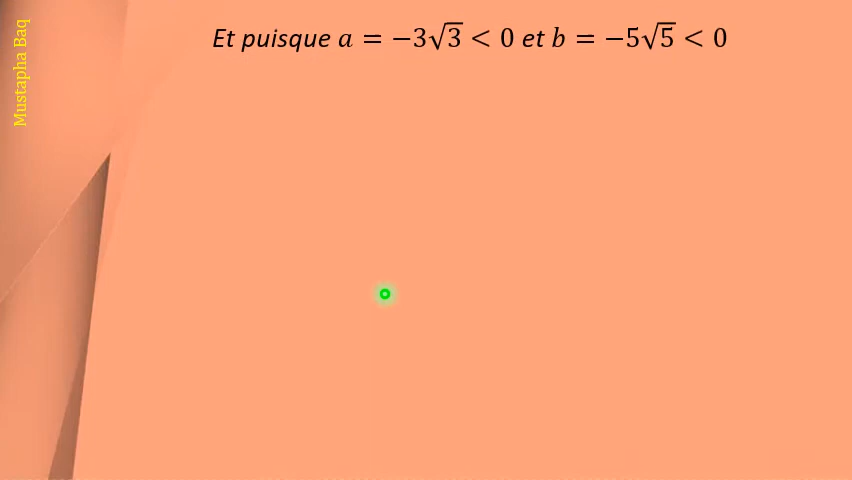 Mustapha Baq
Et puisque a = −3√3 < 0 et b = −5√5 < 0